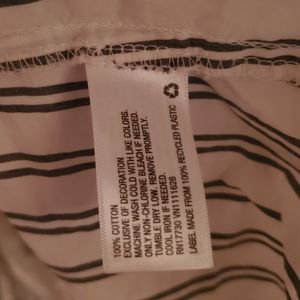 100% COTTON
EXCLUSIVE OF DECORATION
MACHINE WASH COLD WITH LIKE COLORS.
ONLY NON-CHLORINE BLEACH IF NEEDED.
TUMBLE DRY LOW. REMOVE PROMPTLY.
COOL IRON IF NEEDED.
RN17730 VN1111626
LABEL MADE FROM 100% RECYCLED PLASTIC